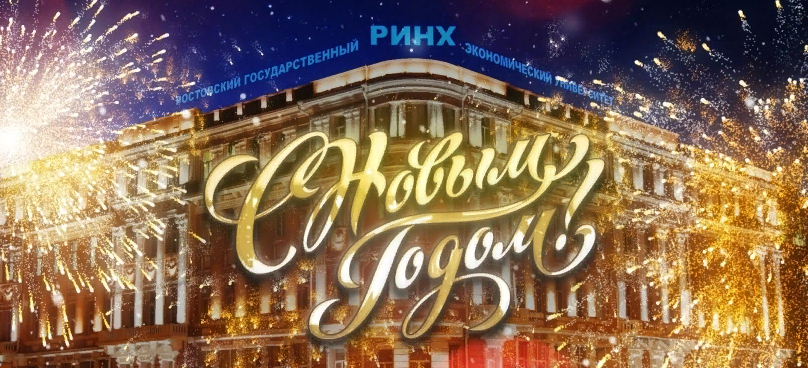 РИНХ
РОСТОВСКИЙ ГОСУДАРСТВЕННЫЙ ЭКОНОМИЧЕСКИЙ УНИВЕРСИТЕТ
С Новым
Годом!